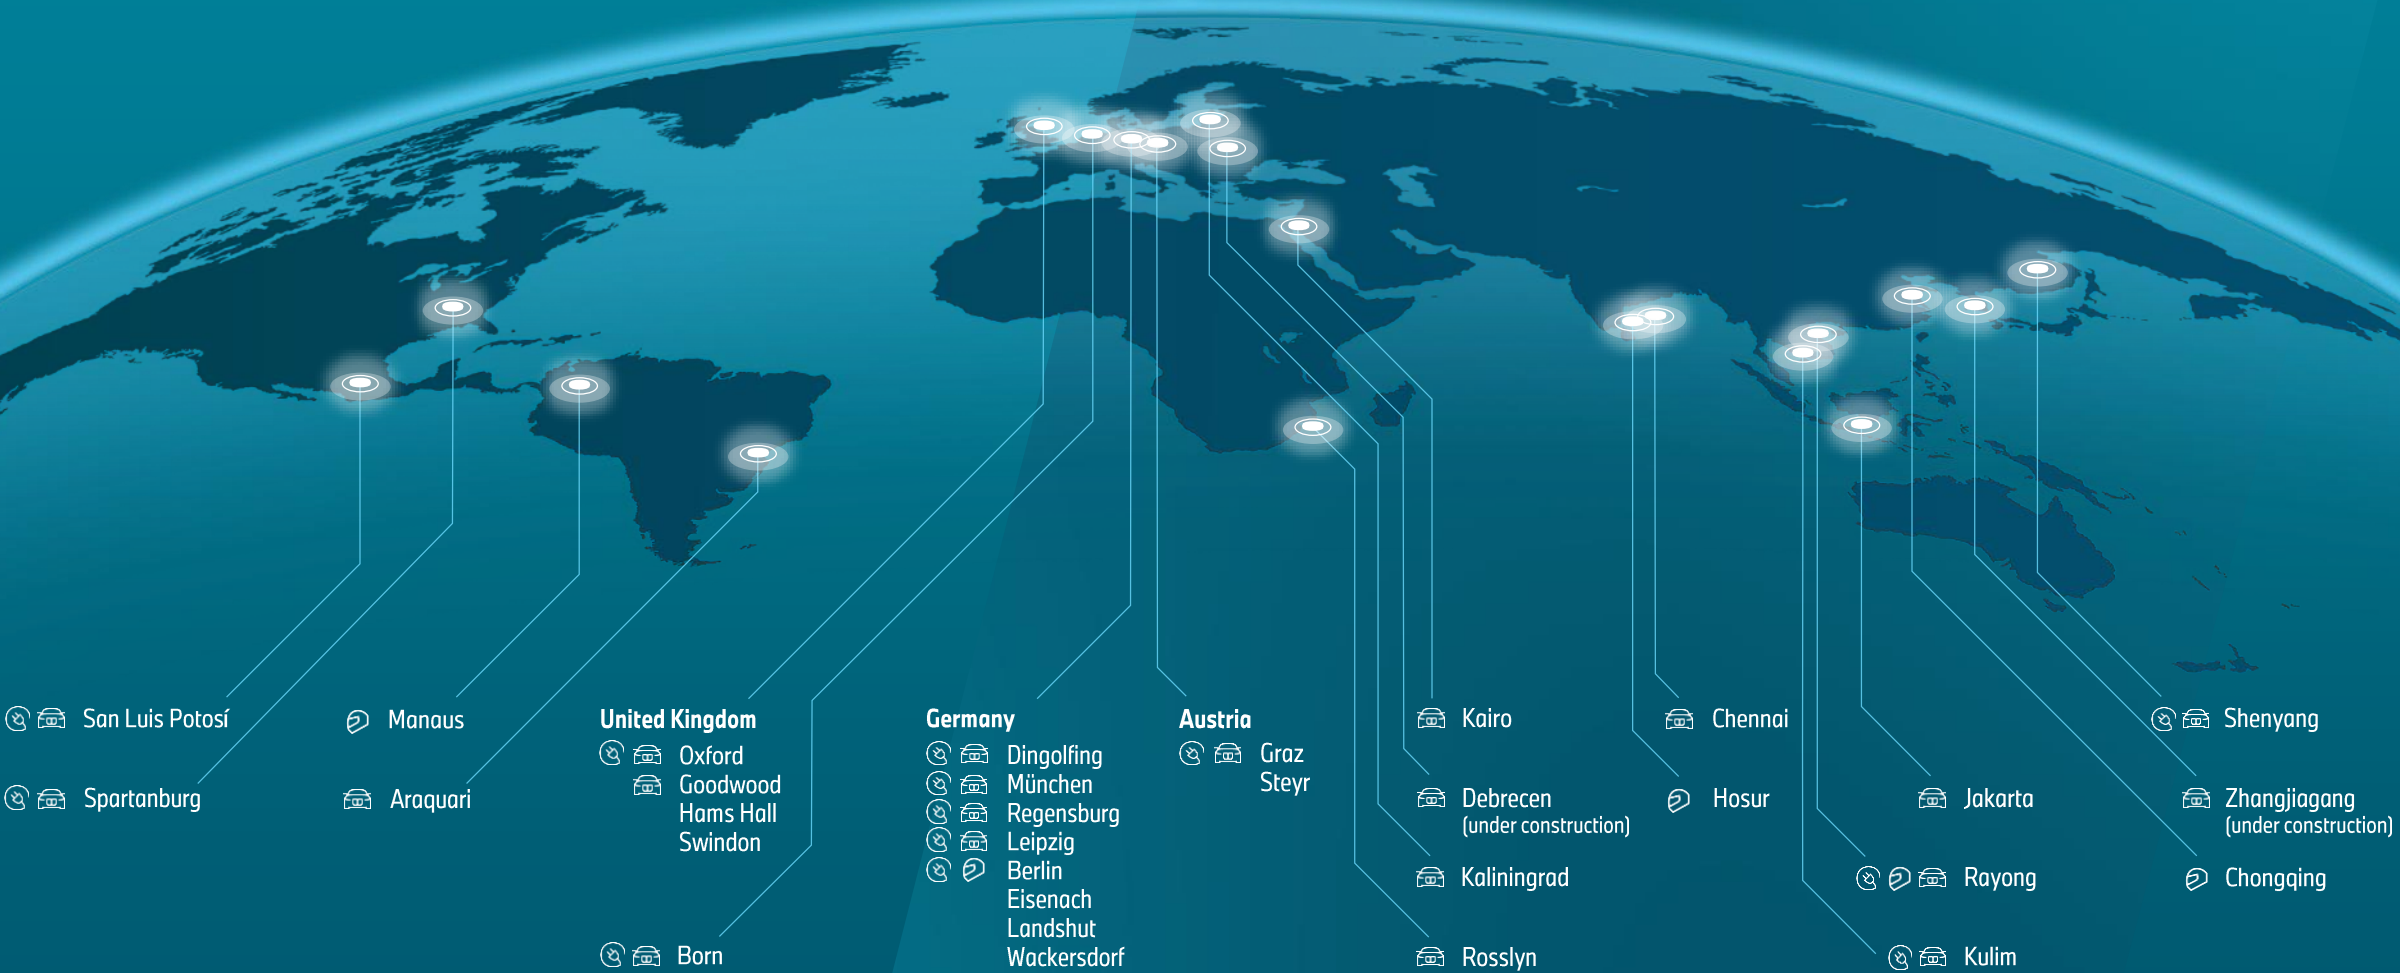 San Luis Potosí
Spartanburg
Manaus
Araquari
United Kingdom
Oxford
Goodwood
Hams Hall
Swindon
Born
Germany
Dingolfing
München
Regensburg
Leipzig
Berlin
Eisenach
Landshut
Wackersdorf
Austria
Graz
Steyr
Kairo
Debrecen
(under construction)
Kaliningrad
Rosslyn
Chennai
Hosur
Jakarta
Rayong
Kulim
Shenyang
Zhangjiagang
(under construction)
Chongqing